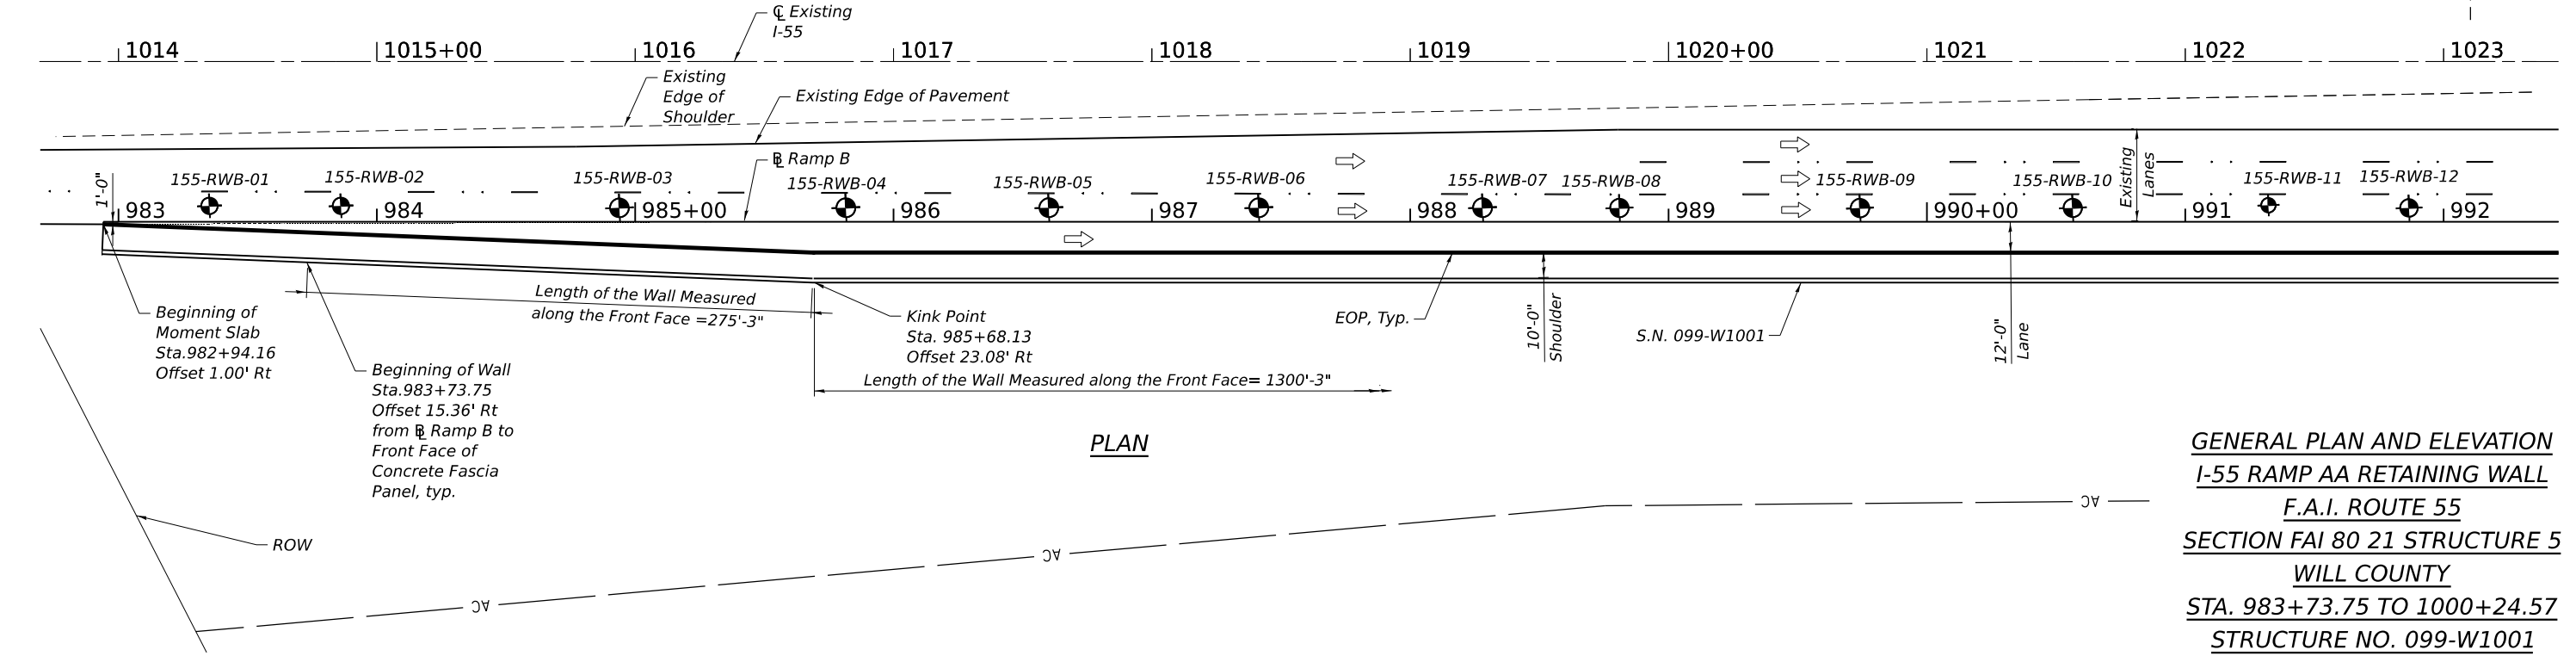 ℄ Existing
I-55
1014
1015+00
1016
1017
1018
1019
1020+00
1021
1022
1023
Existing
Edge of
Shoulder
Existing Edge of Pavement
℄ Ramp B
1'-0"
155-RWB-01
155-RWB-02
155-RWB-03
155-RWB-04
155-RWB-05
155-RWB-06
155-RWB-07
155-RWB-08
155-RWB-09
155-RWB-10
155-RWB-11
155-RWB-12
Existing
Lanes
983
984
985+00
986
987
988
989
990+00
991
992
Length of the Wall Measured
along the Front Face =275'-3"
Beginning of
Moment Slab
Sta.982+94.16
Offset 1.00' Rt
Kink Point
Sta. 985+68.13
Offset 23.08' Rt
EOP, Typ.
10'-0"
Shoulder
S.N. 099-W1001
12'-0"
Lane
Length of the Wall Measured along the Front Face= 1300'-3"
Beginning of Wall
Sta.983+73.75
Offset 15.36' Rt
from ℄ Ramp B to
Front Face of
Concrete Fascia
Panel, typ.
PLAN
ROW
AC
AC
AC
GENERAL PLAN AND ELEVATION
I-55 RAMP AA RETAINING WALL
F.A.I. ROUTE 55
SECTION FAI 80 21 STRUCTURE 5
WILL COUNTY
STA. 983+73.75 TO 1000+24.57
STRUCTURE NO. 099-W1001